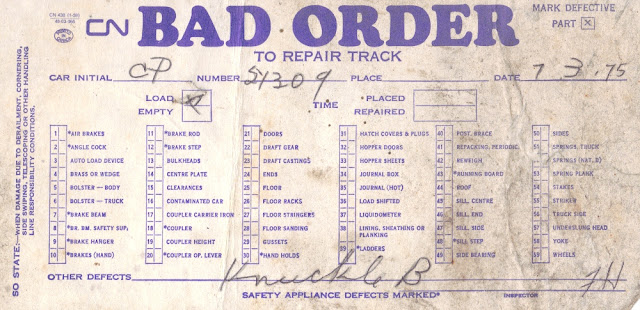 CN BAD ORDER
MARK DEFECTIVE
PART X
TO REPAIR TRACK
CAR INITIAL CP NUMBER 51309 PLACE DATE 7 3 75
LOAD X TIME PLACED
EMPTY REPAIRED
1 *AIR BRAKES
2 *ANGLE COCK
3 AUTO LOAD DEVICE
4 BRASS OR WEDGE
5 BOLSTER — BODY
6 BOLSTER — TRUCK
7 *BRAKE BEAM
8 *BR. BM. SAFETY SUP.
9 *BRAKE HANGER
10 *BRAKES (HAND)
11 *BRAKE ROD
12 *BRAKE STEP
13 BULKHEADS
14 CENTRE PLATE
15 CLEARANCES
16 CONTAMINATED CAR
17 COUPLER CARRIER IRON
18 *COUPLER
19 COUPLER HEIGHT
20 *COUPLER OP. LEVER
21 *DOORS
22 DRAFT GEAR
23 DRAFT CASTINGS
24 ENDS
25 FLOOR
26 FLOOR RACKS
27 FLOOR STRINGERS
28 FLOOR SANDING
29 GUSSETS
30 *HAND HOLDS
31 HATCH COVERS & PLUGS
32 HOPPER DOORS
33 HOPPER SHEETS
34 JOURNAL BOX
35 JOURNAL (HOT)
36 LOAD SHIFTED
37 LIQUIDOMETER
38 LINING, SHEATHING OR
PLANKING
39 *LADDERS
40 POST, BRACE
41 REPACKING, PERIODIC
42 REWEIGH
43 *RUNNING BOARD
44 ROOF
45 SILL, CENTRE
46 SILL, END
47 SILL, SIDE
48 SILL STEP
49 SIDE BEARING
50 SIDES
51 SPRINGS, TRUCK
52 SPRINGS
53 SPRING PLANK
54 STAKES
55 STRIKER
56 TRUCK SIDE
57 UNDERSLUNG HEAD
58 YOKE
59 WHEELS
OTHER DEFECTS Knuckle B JH
SAFETY APPLIANCE DEFECTS MARKED* INSPECTOR
SO STATE:—WHEN DAMAGE DUE TO DERAILMENT, CORNERING,
SIDE SWIPING, TELESCOPING OR OTHER HANDLING
LINE RESPONSIBILITY CONDITIONS.